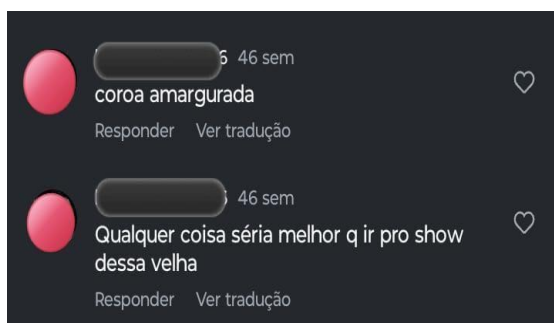 46 sem
coroa amargurada
Responder Ver tradução
46 sem
Qualquer coisa séria melhor q ir pro show
dessa velha
Responder Ver tradução